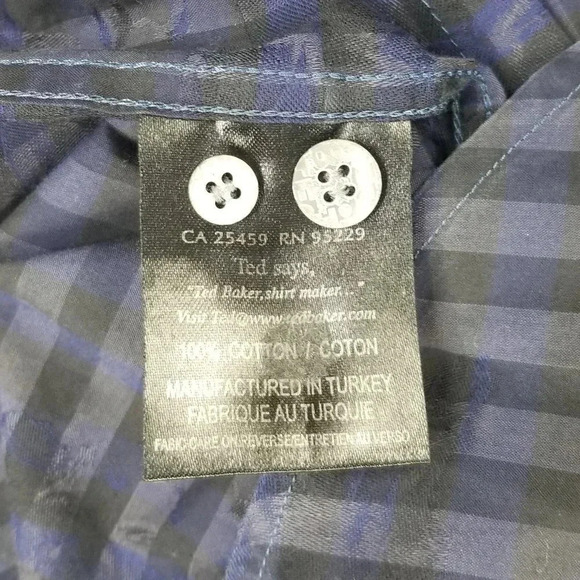 CA 25459 RN 95229
Ted says,
"Ted Baker, shirt maker..."
Visit Ted@www.tedbaker.com
100% COTTON / COTON
MANUFACTURED IN TURKEY
FABRIQUE AU TURQUIE
FABIC CARE ON REVERSE/ENTRETIEN AU VERSO